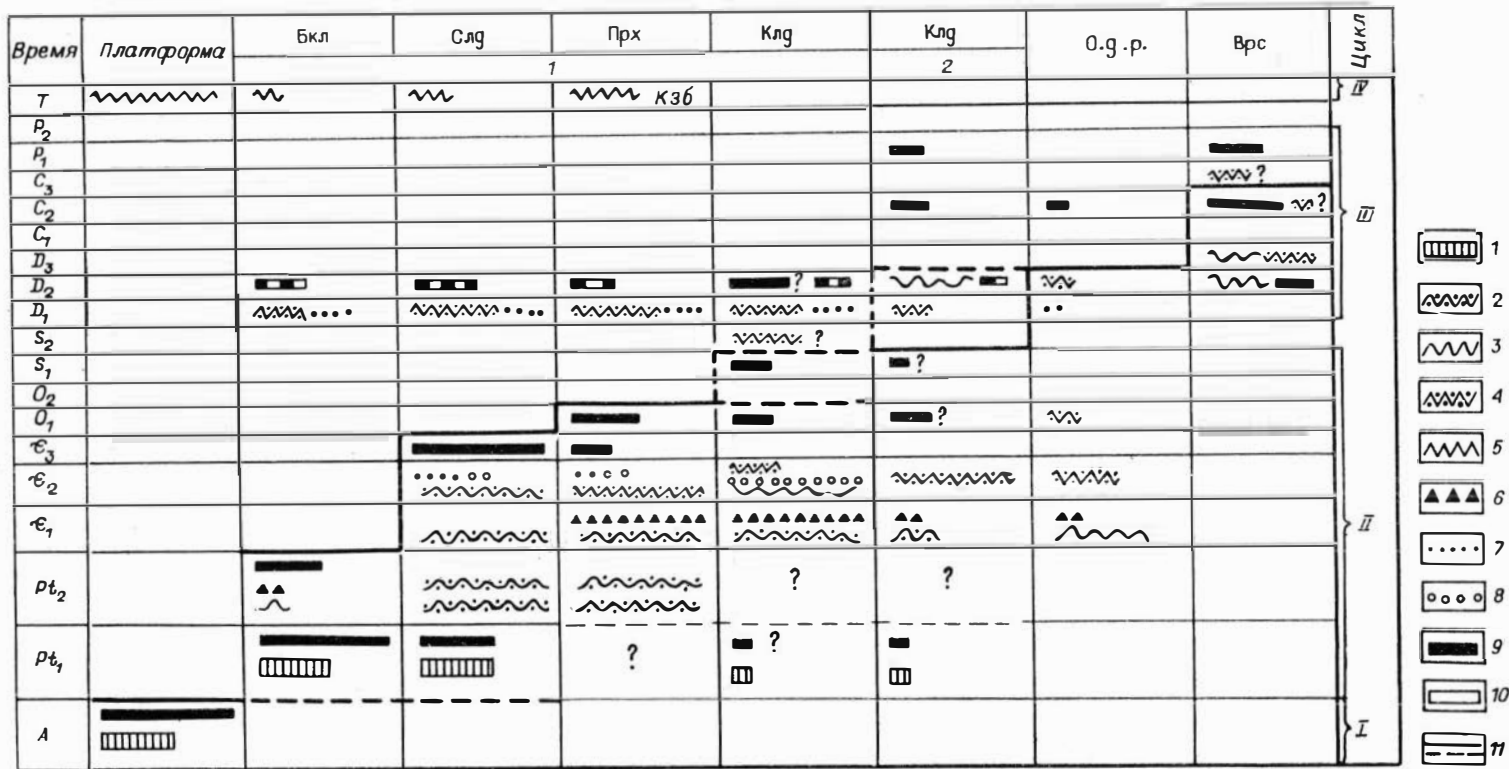 Время Платформа Бкл Слд Прх Клд Клд О.д.р. Врс Цикл
1 2
T КЗб IV
P₂
P₁
C₃ ?
C₂ ? III
C₁
D₃
D₂ ?
D₁
S₂ ?
S₁ ?
O₂
O₁ ?
Є₃
Є₂
Є₁ II
Pt₂ ? ?
Pt₁ ? ?
A I
1
2
3
4
5
6
7
8
9
10
11